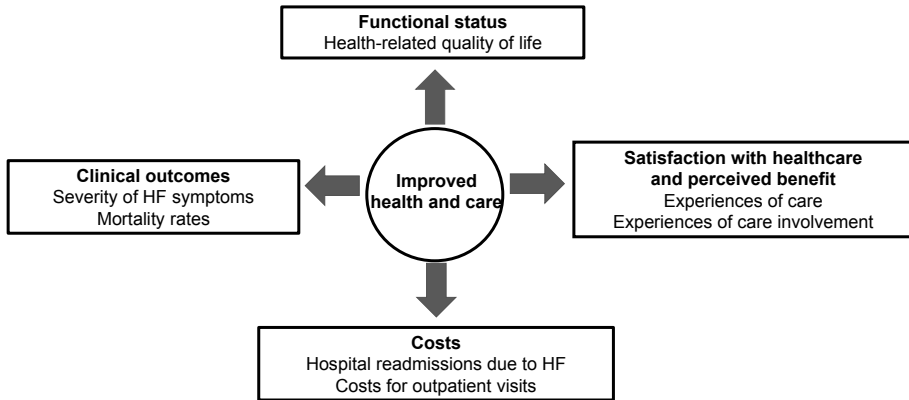 Functional status
Health-related quality of life
Clinical outcomes
Severity of HF symptoms
Mortality rates
Improved
health and care
Satisfaction with healthcare
and perceived benefit
Experiences of care
Experiences of care involvement
Costs
Hospital readmissions due to HF
Costs for outpatient visits